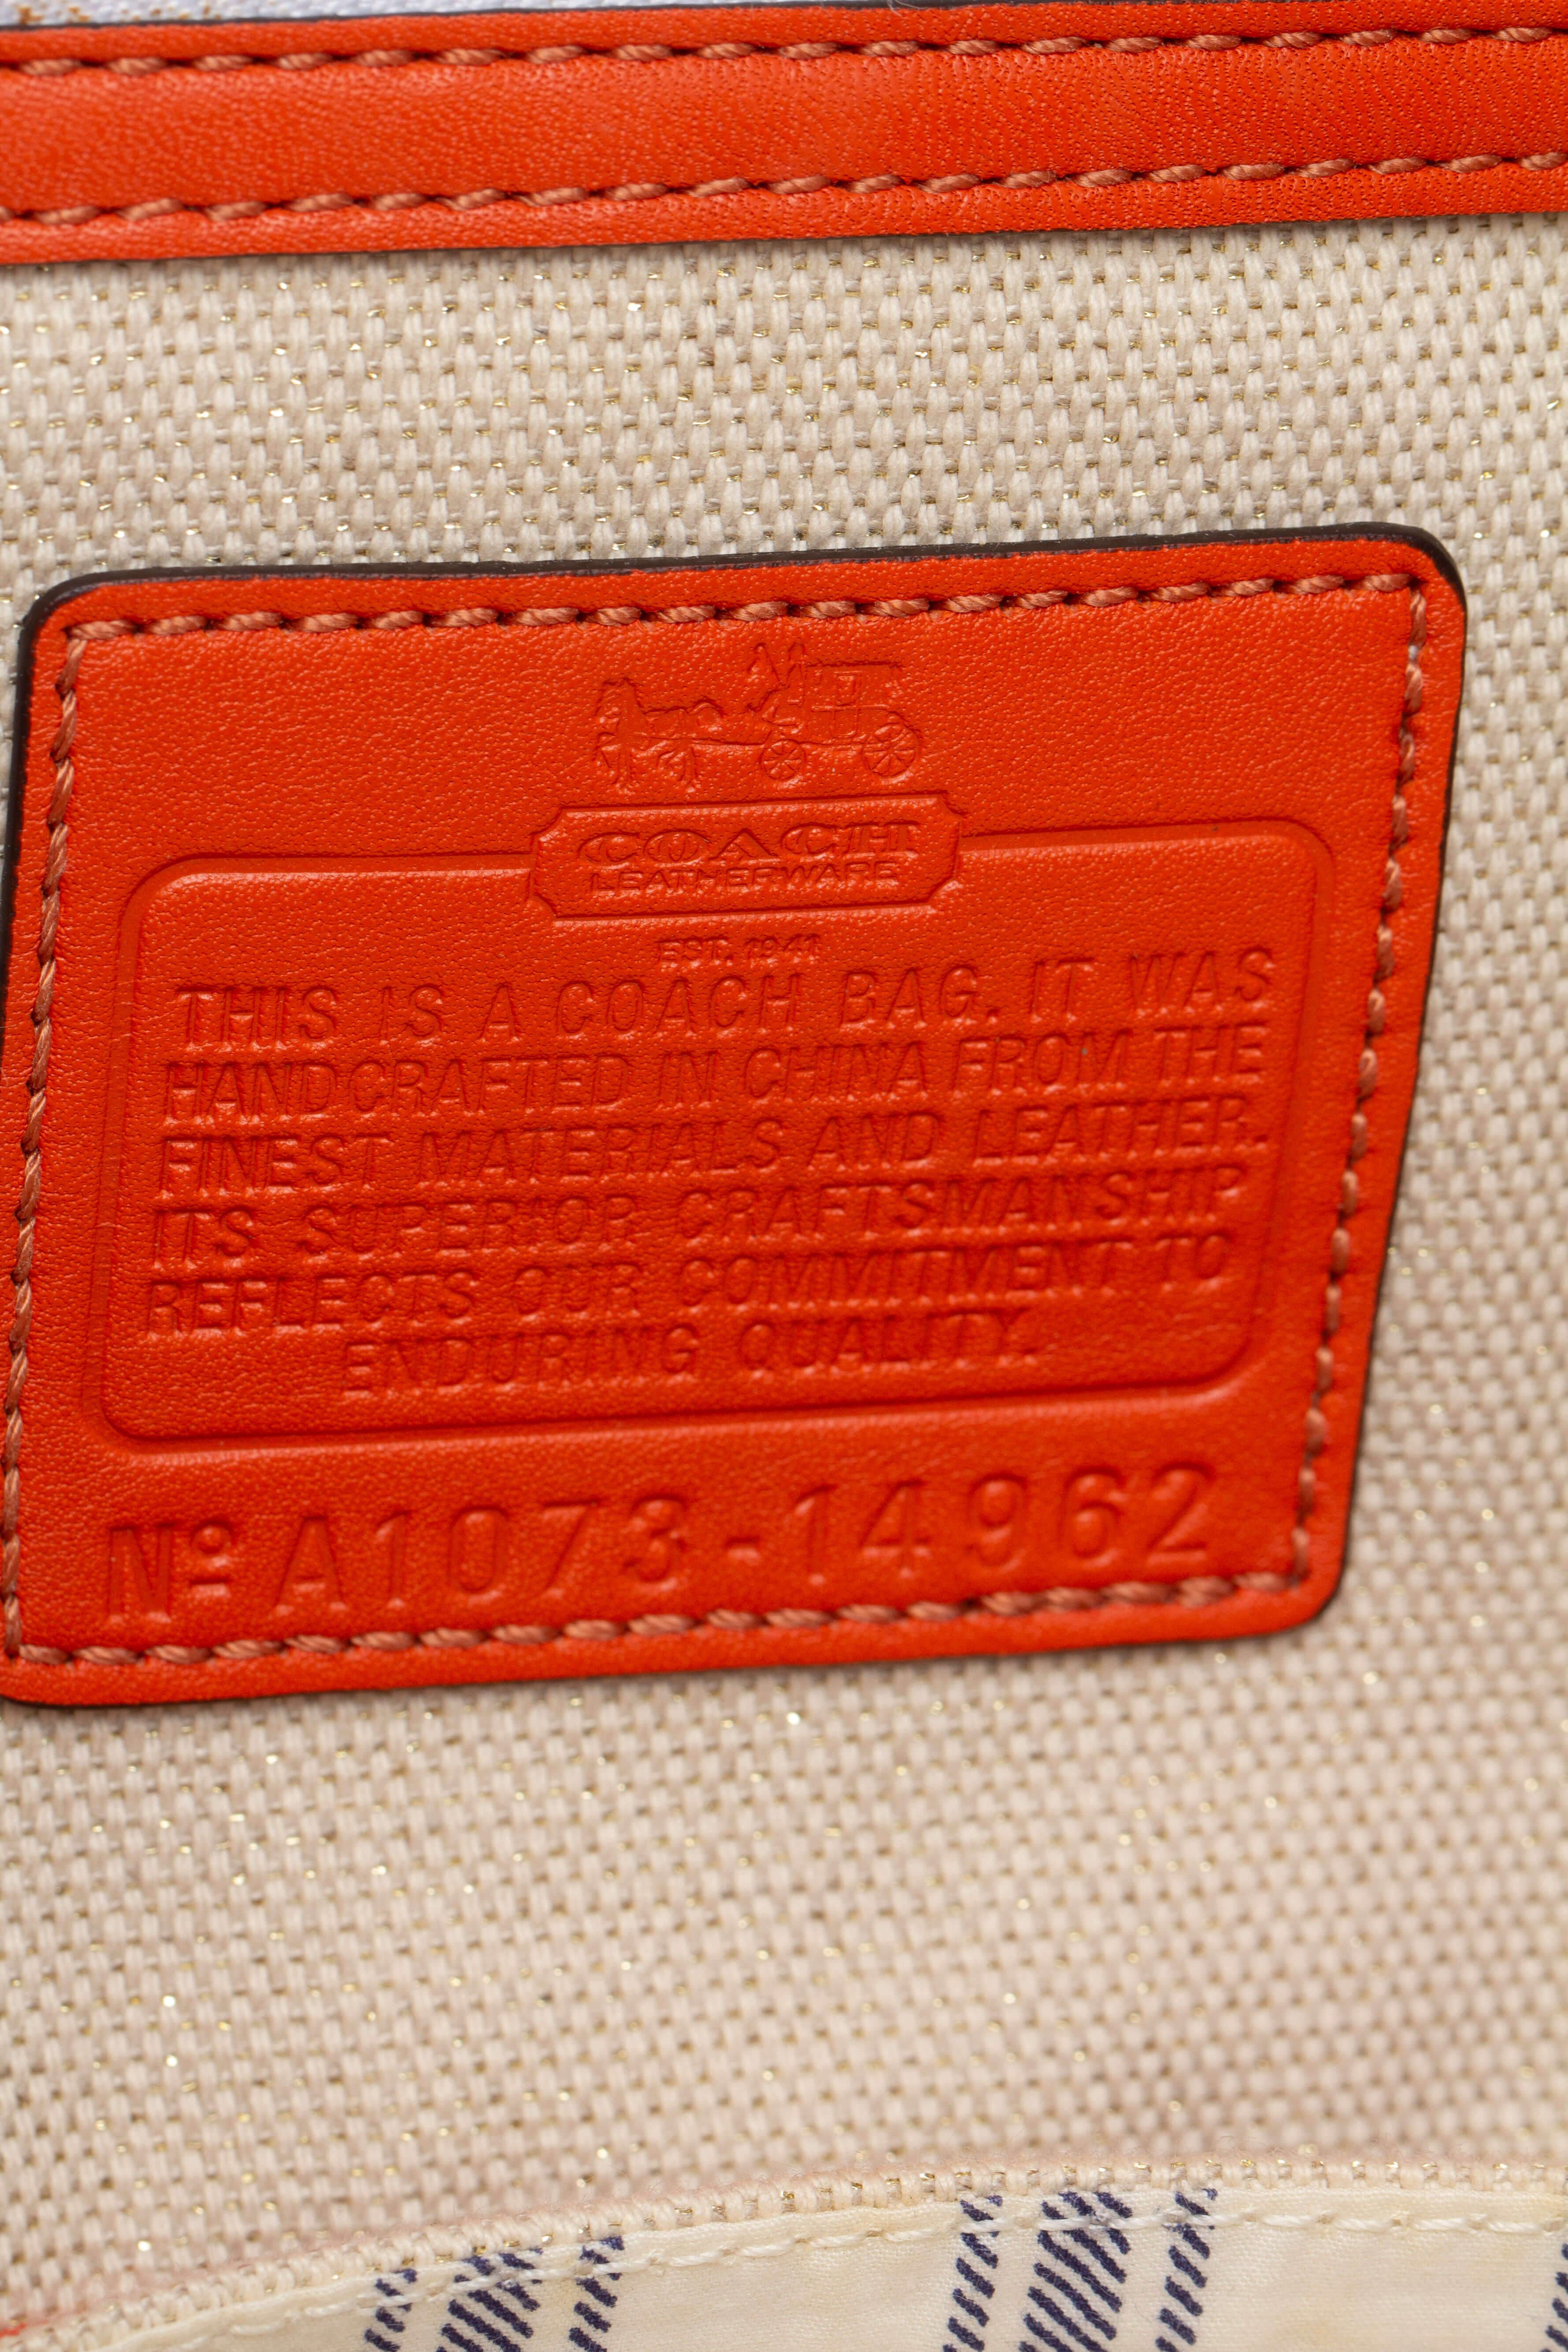 COACH
LEATHERWARE
EST. 1941
THIS IS A COACH BAG. IT WAS
HANDCRAFTED IN CHINA FROM THE
FINEST MATERIALS AND LEATHER.
ITS SUPERIOR CRAFTSMANSHIP
REFLECTS OUR COMMITMENT TO
ENDURING QUALITY.
Nº A1073-14962